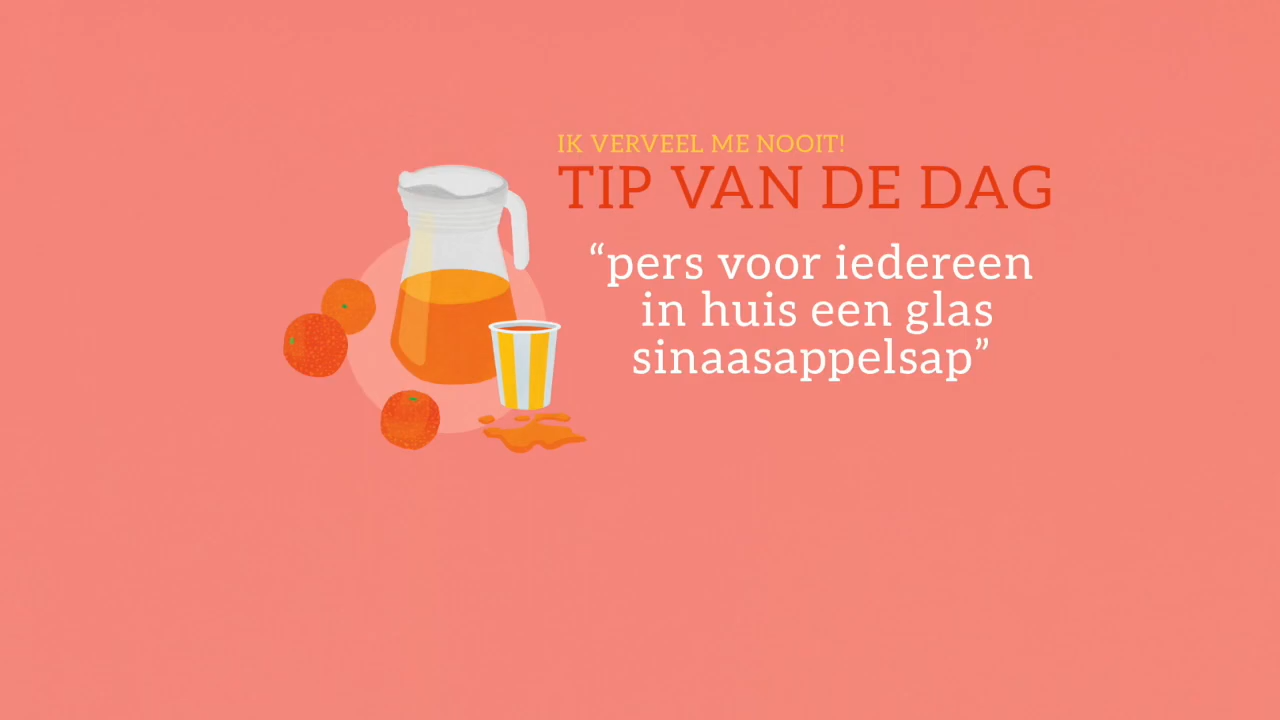 IK VERVEEL ME NOOIT!
TIP VAN DE DAG
“pers voor iedereen
in huis een glas
sinaasappelsap”